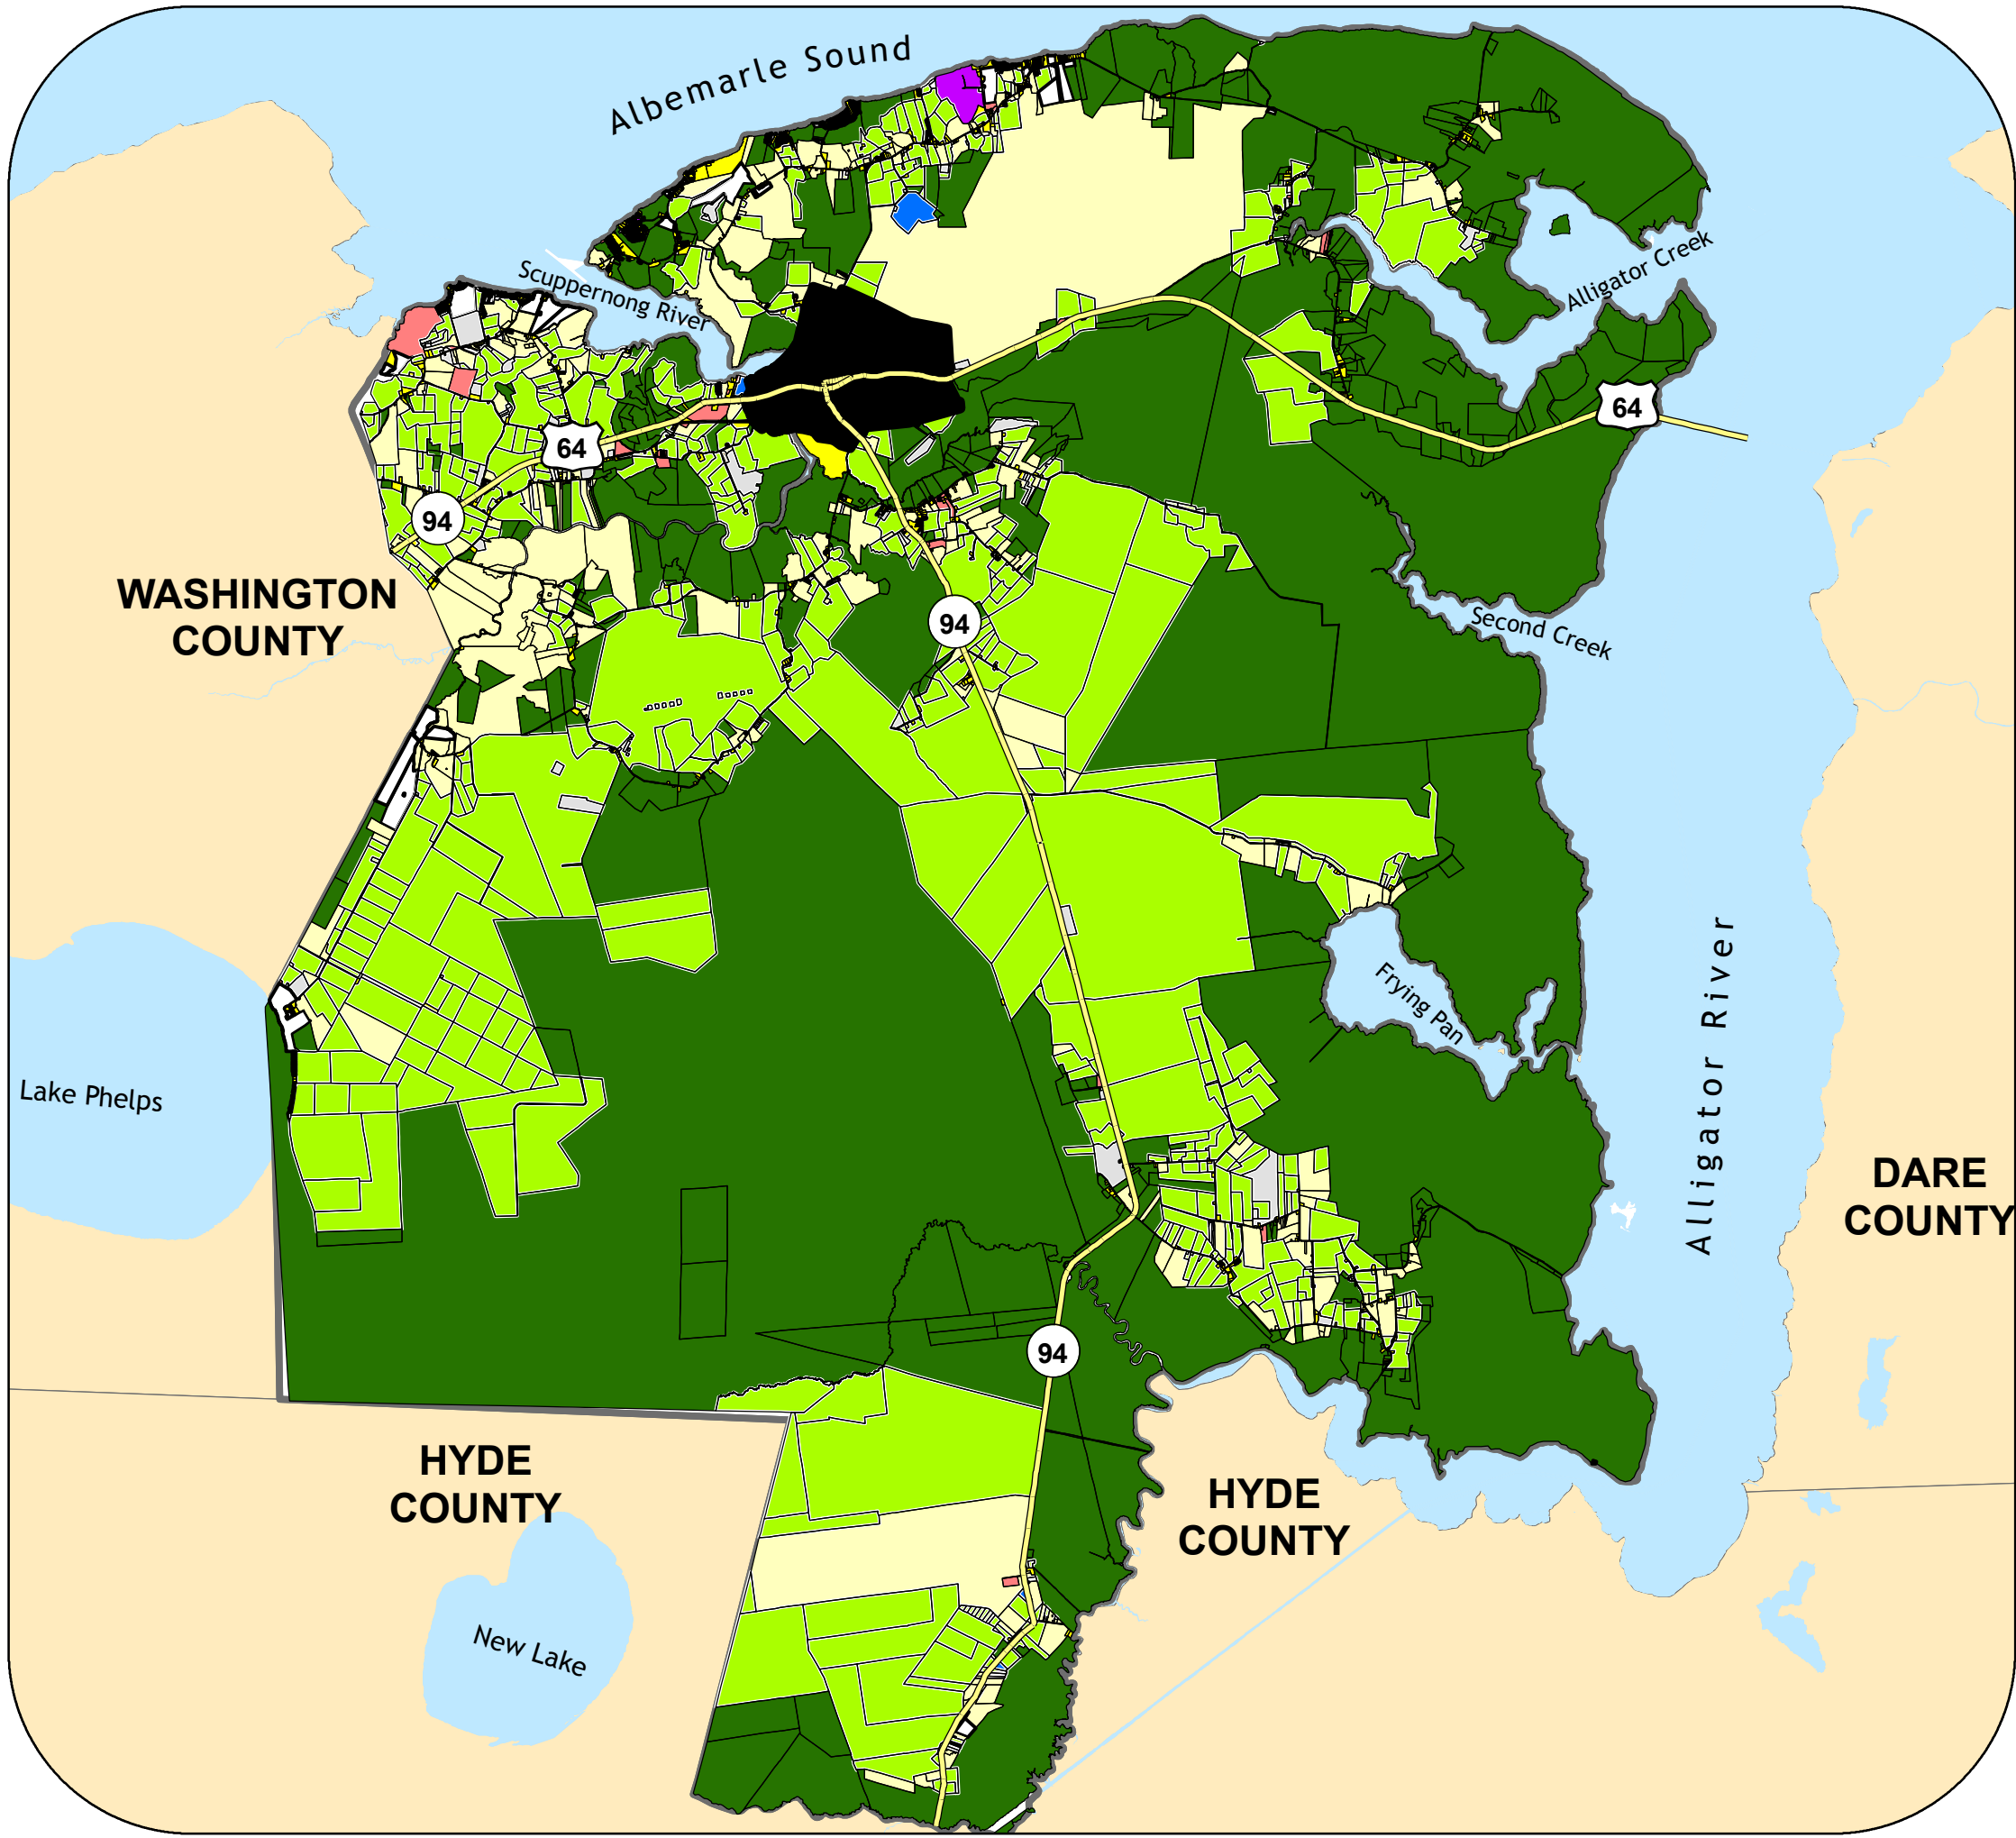 Albemarle Sound
Scuppernong River
Alligator Creek
64
64
94
WASHINGTON
COUNTY
94
Second Creek
Frying Pan
Alligator River
Lake Phelps
DARE
COUNTY
94
HYDE
COUNTY
HYDE
COUNTY
New Lake